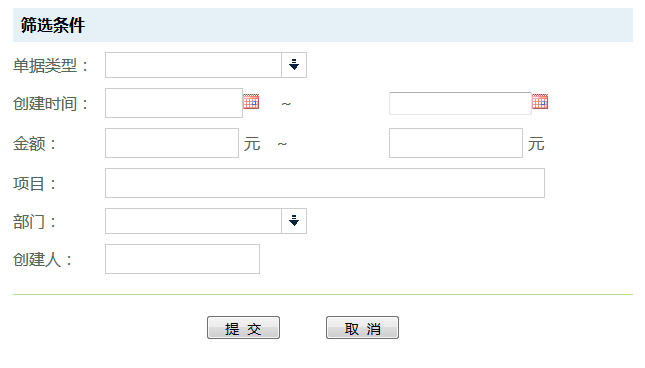 筛选条件
单据类型：
创建时间： ~
金额： 元 ~ 元
项目：
部门：
创建人：
提 交 取 消